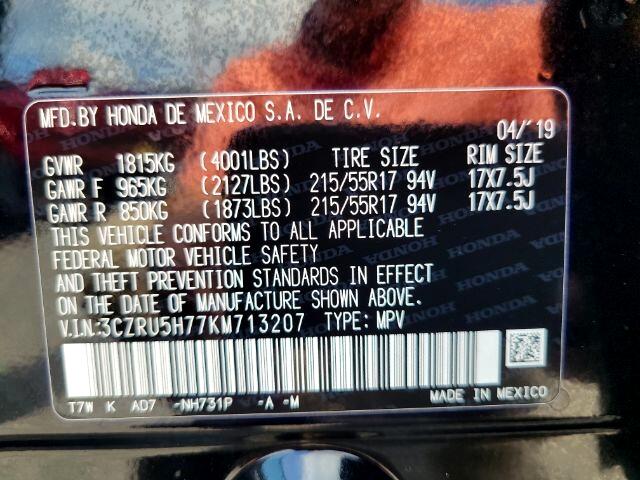 MFD.BY HONDA DE MEXICO S.A. DE C.V.
04/'19
GVWR 1815KG (4001LBS) TIRE SIZE RIM SIZE
GAWR F 965KG (2127LBS) 215/55R17 94V 17X7.5J
GAWR R 850KG (1873LBS) 215/55R17 94V 17X7.5J
THIS VEHICLE CONFORMS TO ALL APPLICABLE
FEDERAL MOTOR VEHICLE SAFETY
AND THEFT PREVENTION STANDARDS IN EFFECT
ON THE DATE OF MANUFACTURE SHOWN ABOVE.
V.I.N:3CZRU5H77KM713207 TYPE: MPV
T7W K AD7 -NH731P -A -M MADE IN MEXICO